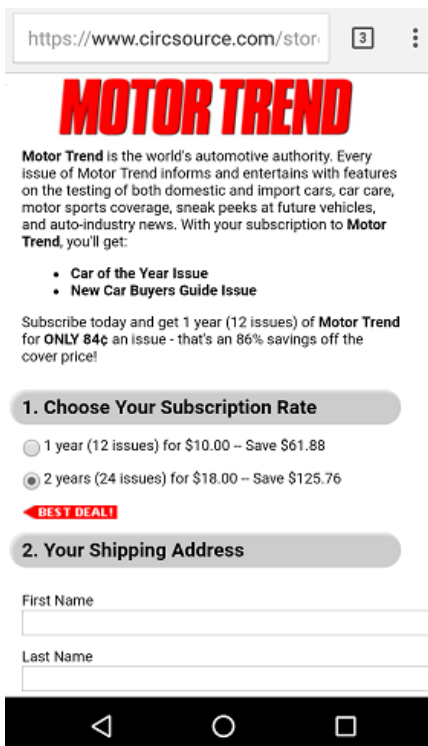 https://www.circsource.com/stor
3
MOTOR TREND
Motor Trend is the world's automotive authority. Every
issue of Motor Trend informs and entertains with features
on the testing of both domestic and import cars, car care,
motor sports coverage, sneak peeks at future vehicles,
and auto-industry news. With your subscription to Motor
Trend, you'll get:
• Car of the Year Issue
• New Car Buyers Guide Issue
Subscribe today and get 1 year (12 issues) of Motor Trend
for ONLY 84¢ an issue - that's an 86% savings off the
cover price!
1. Choose Your Subscription Rate
1 year (12 issues) for $10.00 -- Save $61.88
2 years (24 issues) for $18.00 -- Save $125.76
BEST DEAL!
2. Your Shipping Address
First Name
Last Name